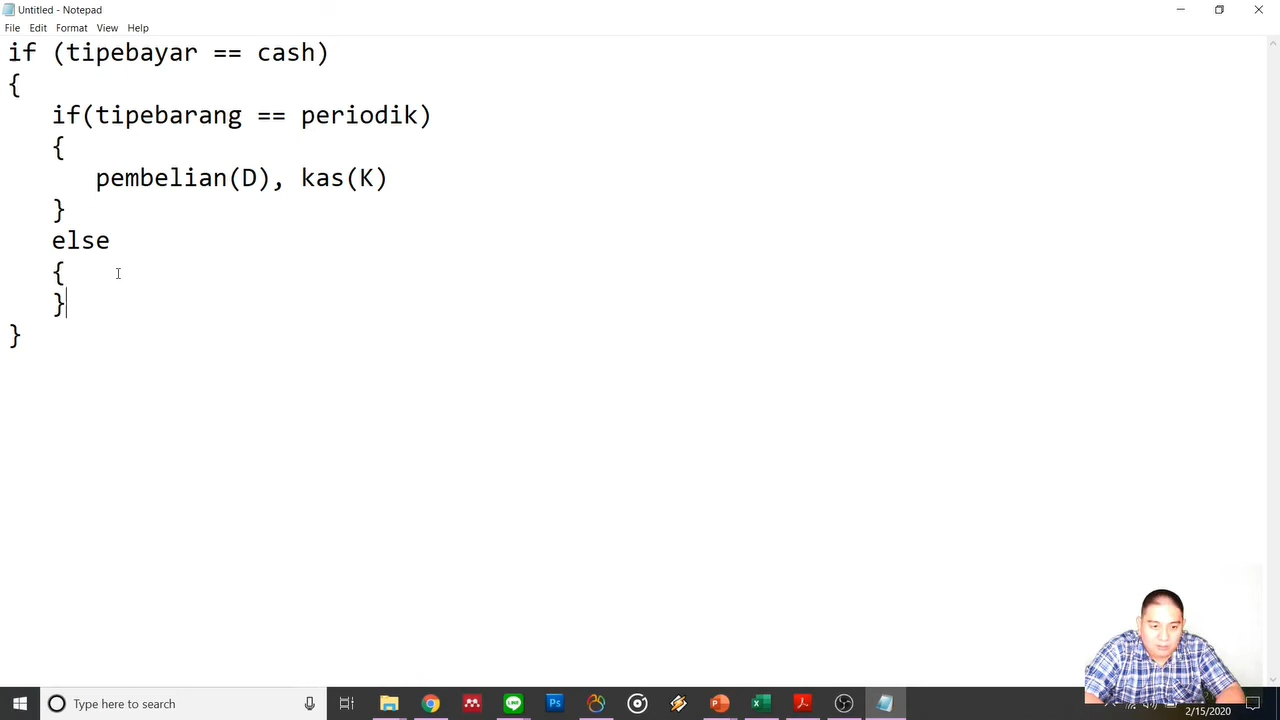 Untitled - Notepad
File Edit Format View Help
if (tipebayar == cash)
{
   if(tipebarang == periodik)
   {
      pembelian(D), kas(K)
   }
   else
   {
   }
}
Type here to search
Ps
2/15/2020